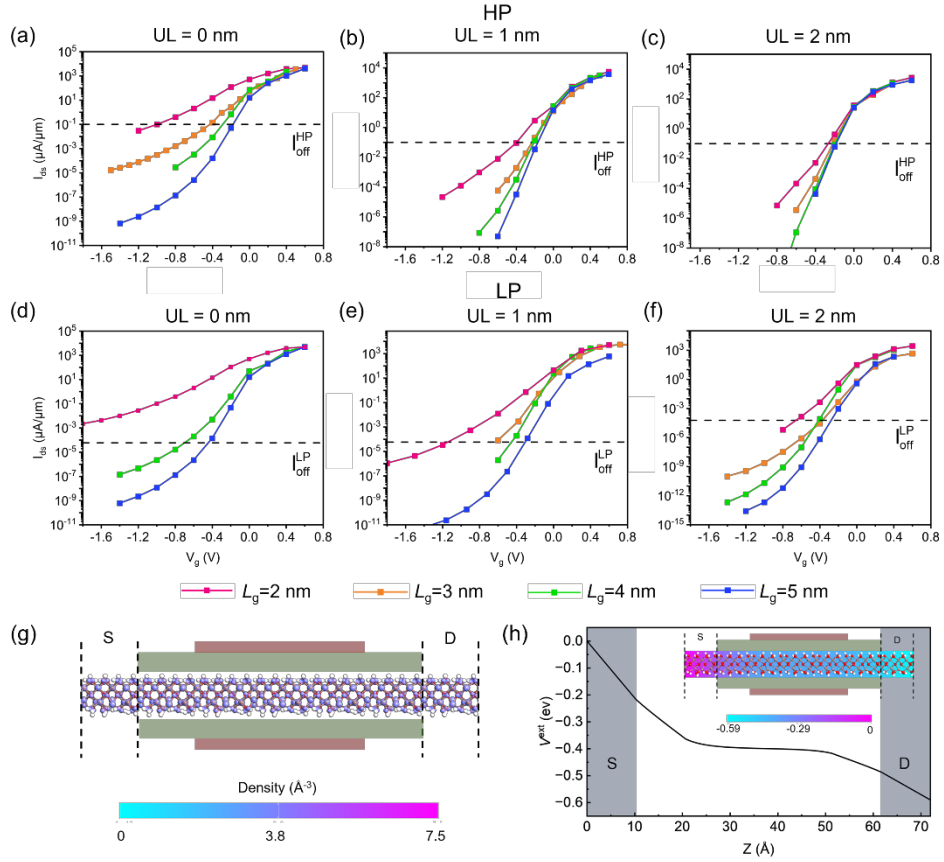 HP
(a) UL = 0 nm
(b) UL = 1 nm
(c) UL = 2 nm
I_ds (μA/μm)
10^5
10^3
10^1
10^-1
10^-3
10^-5
10^-7
10^-9
10^-11
I_off^HP
-1.6 -1.2 -0.8 -0.4 0.0 0.4 0.8
10^4
10^2
10^0
10^-2
10^-4
10^-6
10^-8
I_off^HP
-1.6 -1.2 -0.8 -0.4 0.0 0.4 0.8
10^4
10^2
10^0
10^-2
10^-4
10^-6
10^-8
I_off^HP
-1.6 -1.2 -0.8 -0.4 0.0 0.4 0.8
LP
(d) UL = 0 nm
(e) UL = 1 nm
(f) UL = 2 nm
I_ds (μA/μm)
10^5
10^3
10^1
10^-1
10^-3
10^-5
10^-7
10^-9
10^-11
I_off^LP
-1.6 -1.2 -0.8 -0.4 0.0 0.4 0.8
V_g (V)
10^5
10^3
10^1
10^-1
10^-3
10^-5
10^-7
10^-9
10^-11
I_off^LP
-1.6 -1.2 -0.8 -0.4 0.0 0.4 0.8
V_g (V)
10^3
10^0
10^-3
10^-6
10^-9
10^-12
10^-15
I_off^LP
-1.6 -1.2 -0.8 -0.4 0.0 0.4 0.8
V_g (V)
L_g=2 nm L_g=3 nm L_g=4 nm L_g=5 nm
(g)
S D
Density (Å^-3)
0 3.8 7.5
(h)
V^ext (ev)
0.0
-0.1
-0.2
-0.3
-0.4
-0.5
-0.6
S D
-0.59 -0.29 0
S D
0 10 20 30 40 50 60 70
Z (Å)